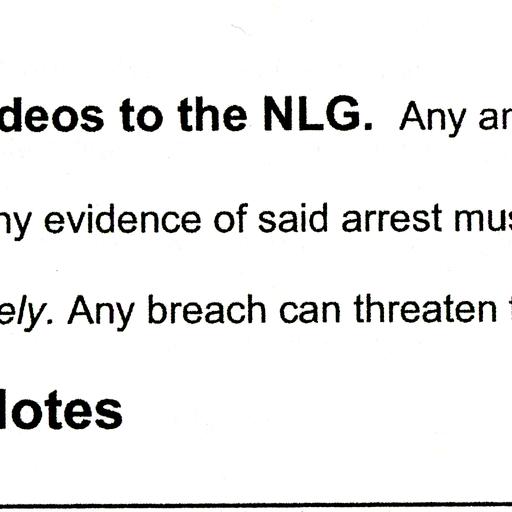 deos to the NLG. Any ar
ny evidence of said arrest mus
ely. Any breach can threaten
lotes